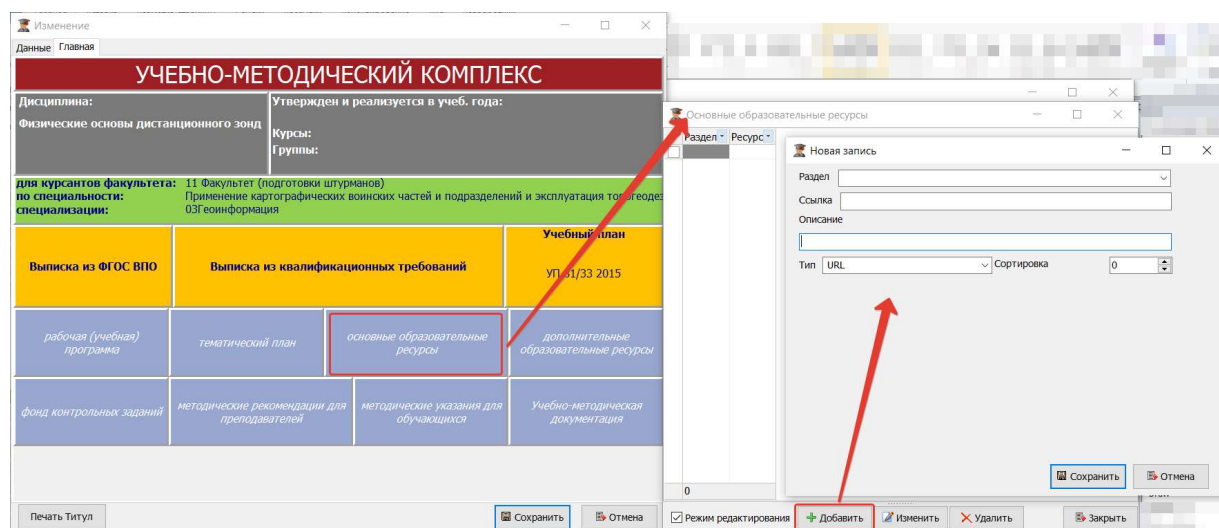 Изменение
Данные Главная
УЧЕБНО-МЕТОДИЧЕСКИЙ КОМПЛЕКС
Дисциплина:
Физические основы дистанционного зонд
Утвержден и реализуется в учеб. года:
Курсы:
Группы:
для курсантов факультета: 11 Факультет (подготовки штурманов)
по специальности: Применение картографических воинских частей и подразделений и эксплуатация топогеодез
специализации: 03Геоинформация
Выписка из ФГОС ВПО
Выписка из квалификационных требований
Учебный план
УП 31/33 2015
рабочая (учебная)
программа
тематический план
основные образовательные
ресурсы
дополнительные
образовательные ресурсы
фонд контрольных заданий
методические рекомендации для
преподавателей
методические указания для
обучающихся
Учебно-методическая
документация
Печать Титул
Сохранить
Отмена
Основные образовательные ресурсы
Раздел Ресурс
0
Режим редактирования
Добавить
Изменить
Удалить
Закрыть
Новая запись
Раздел
Ссылка
Описание
Тип URL Сортировка 0
Сохранить
Отмена